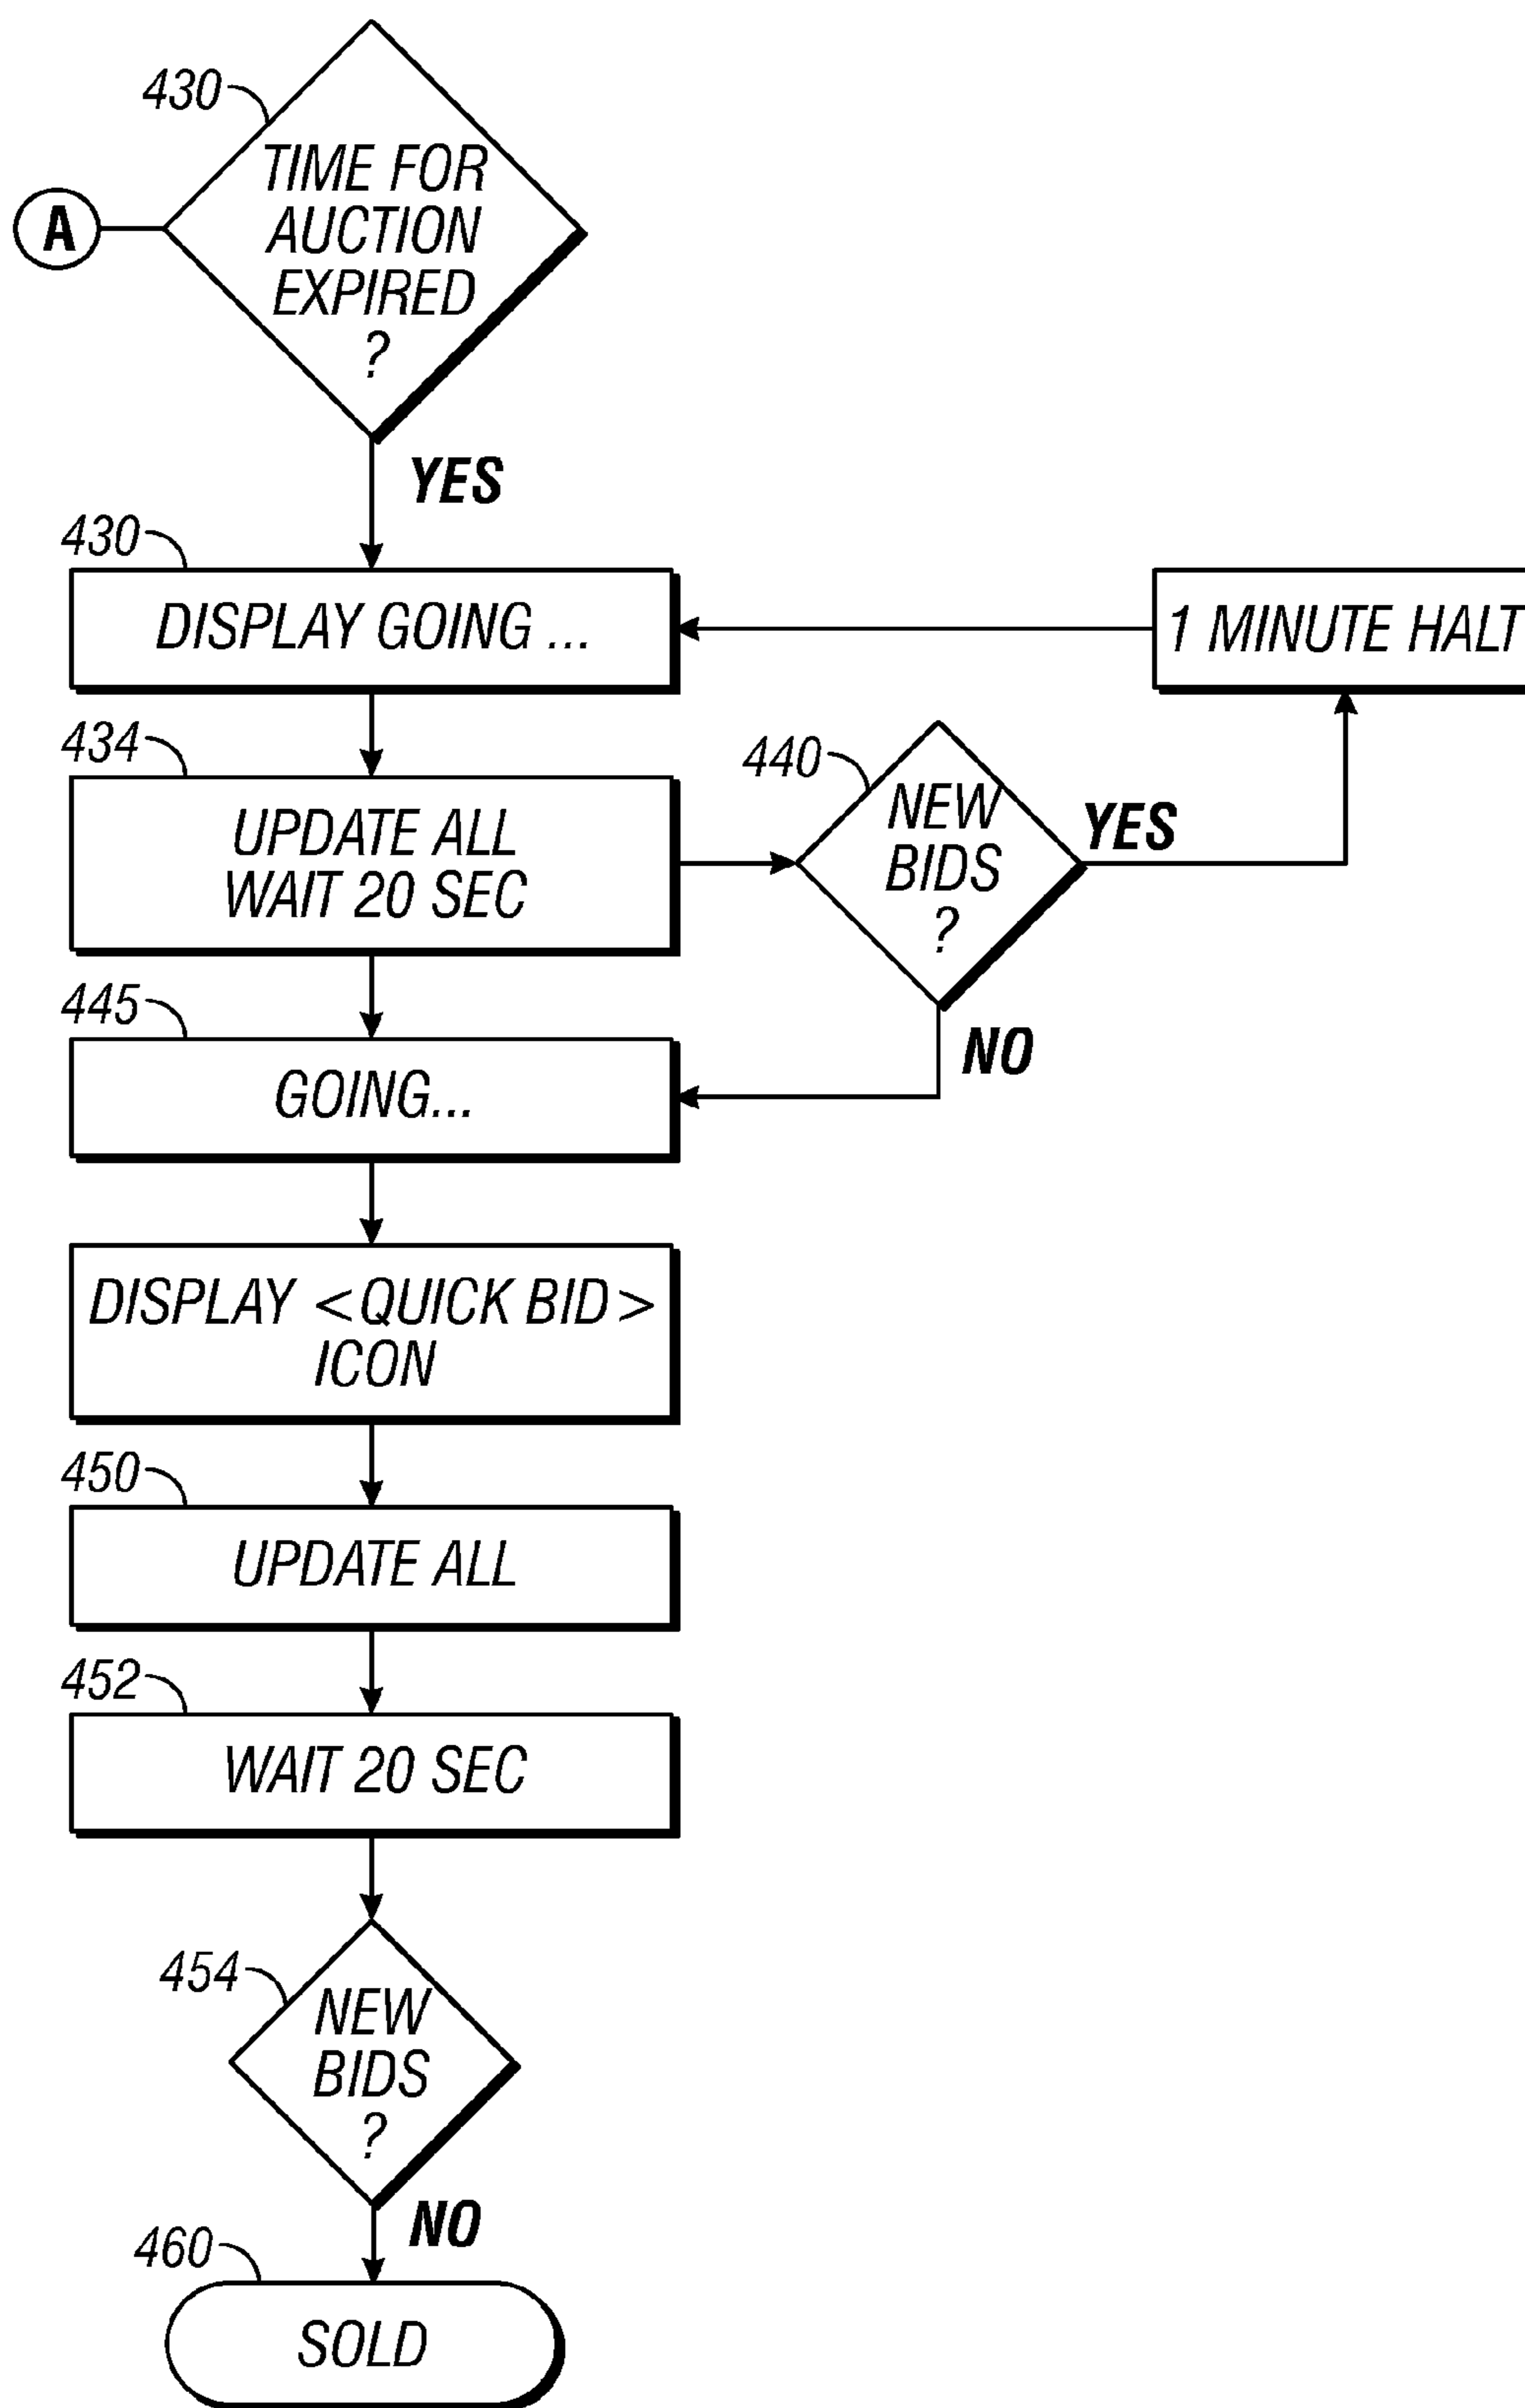 430
TIME FOR
AUCTION
EXPIRED
?
A
YES
430
DISPLAY GOING ...
1 MINUTE HALT
434
UPDATE ALL
WAIT 20 SEC
440
NEW
BIDS
?
YES
NO
445
GOING...
DISPLAY <QUICK BID>
ICON
450
UPDATE ALL
452
WAIT 20 SEC
454
NEW
BIDS
?
NO
460
SOLD